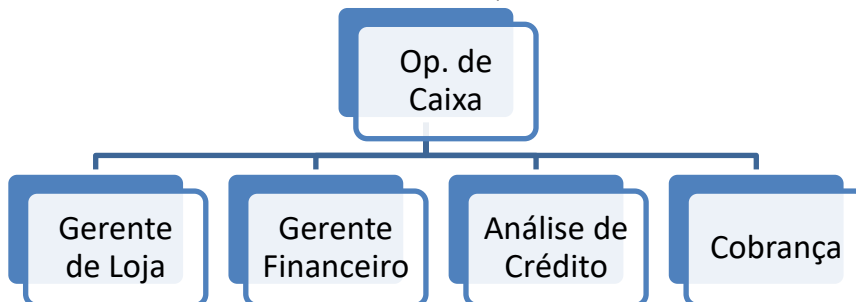 Op. de
Caixa
Gerente
de Loja
Gerente
Financeiro
Análise de
Crédito
Cobrança